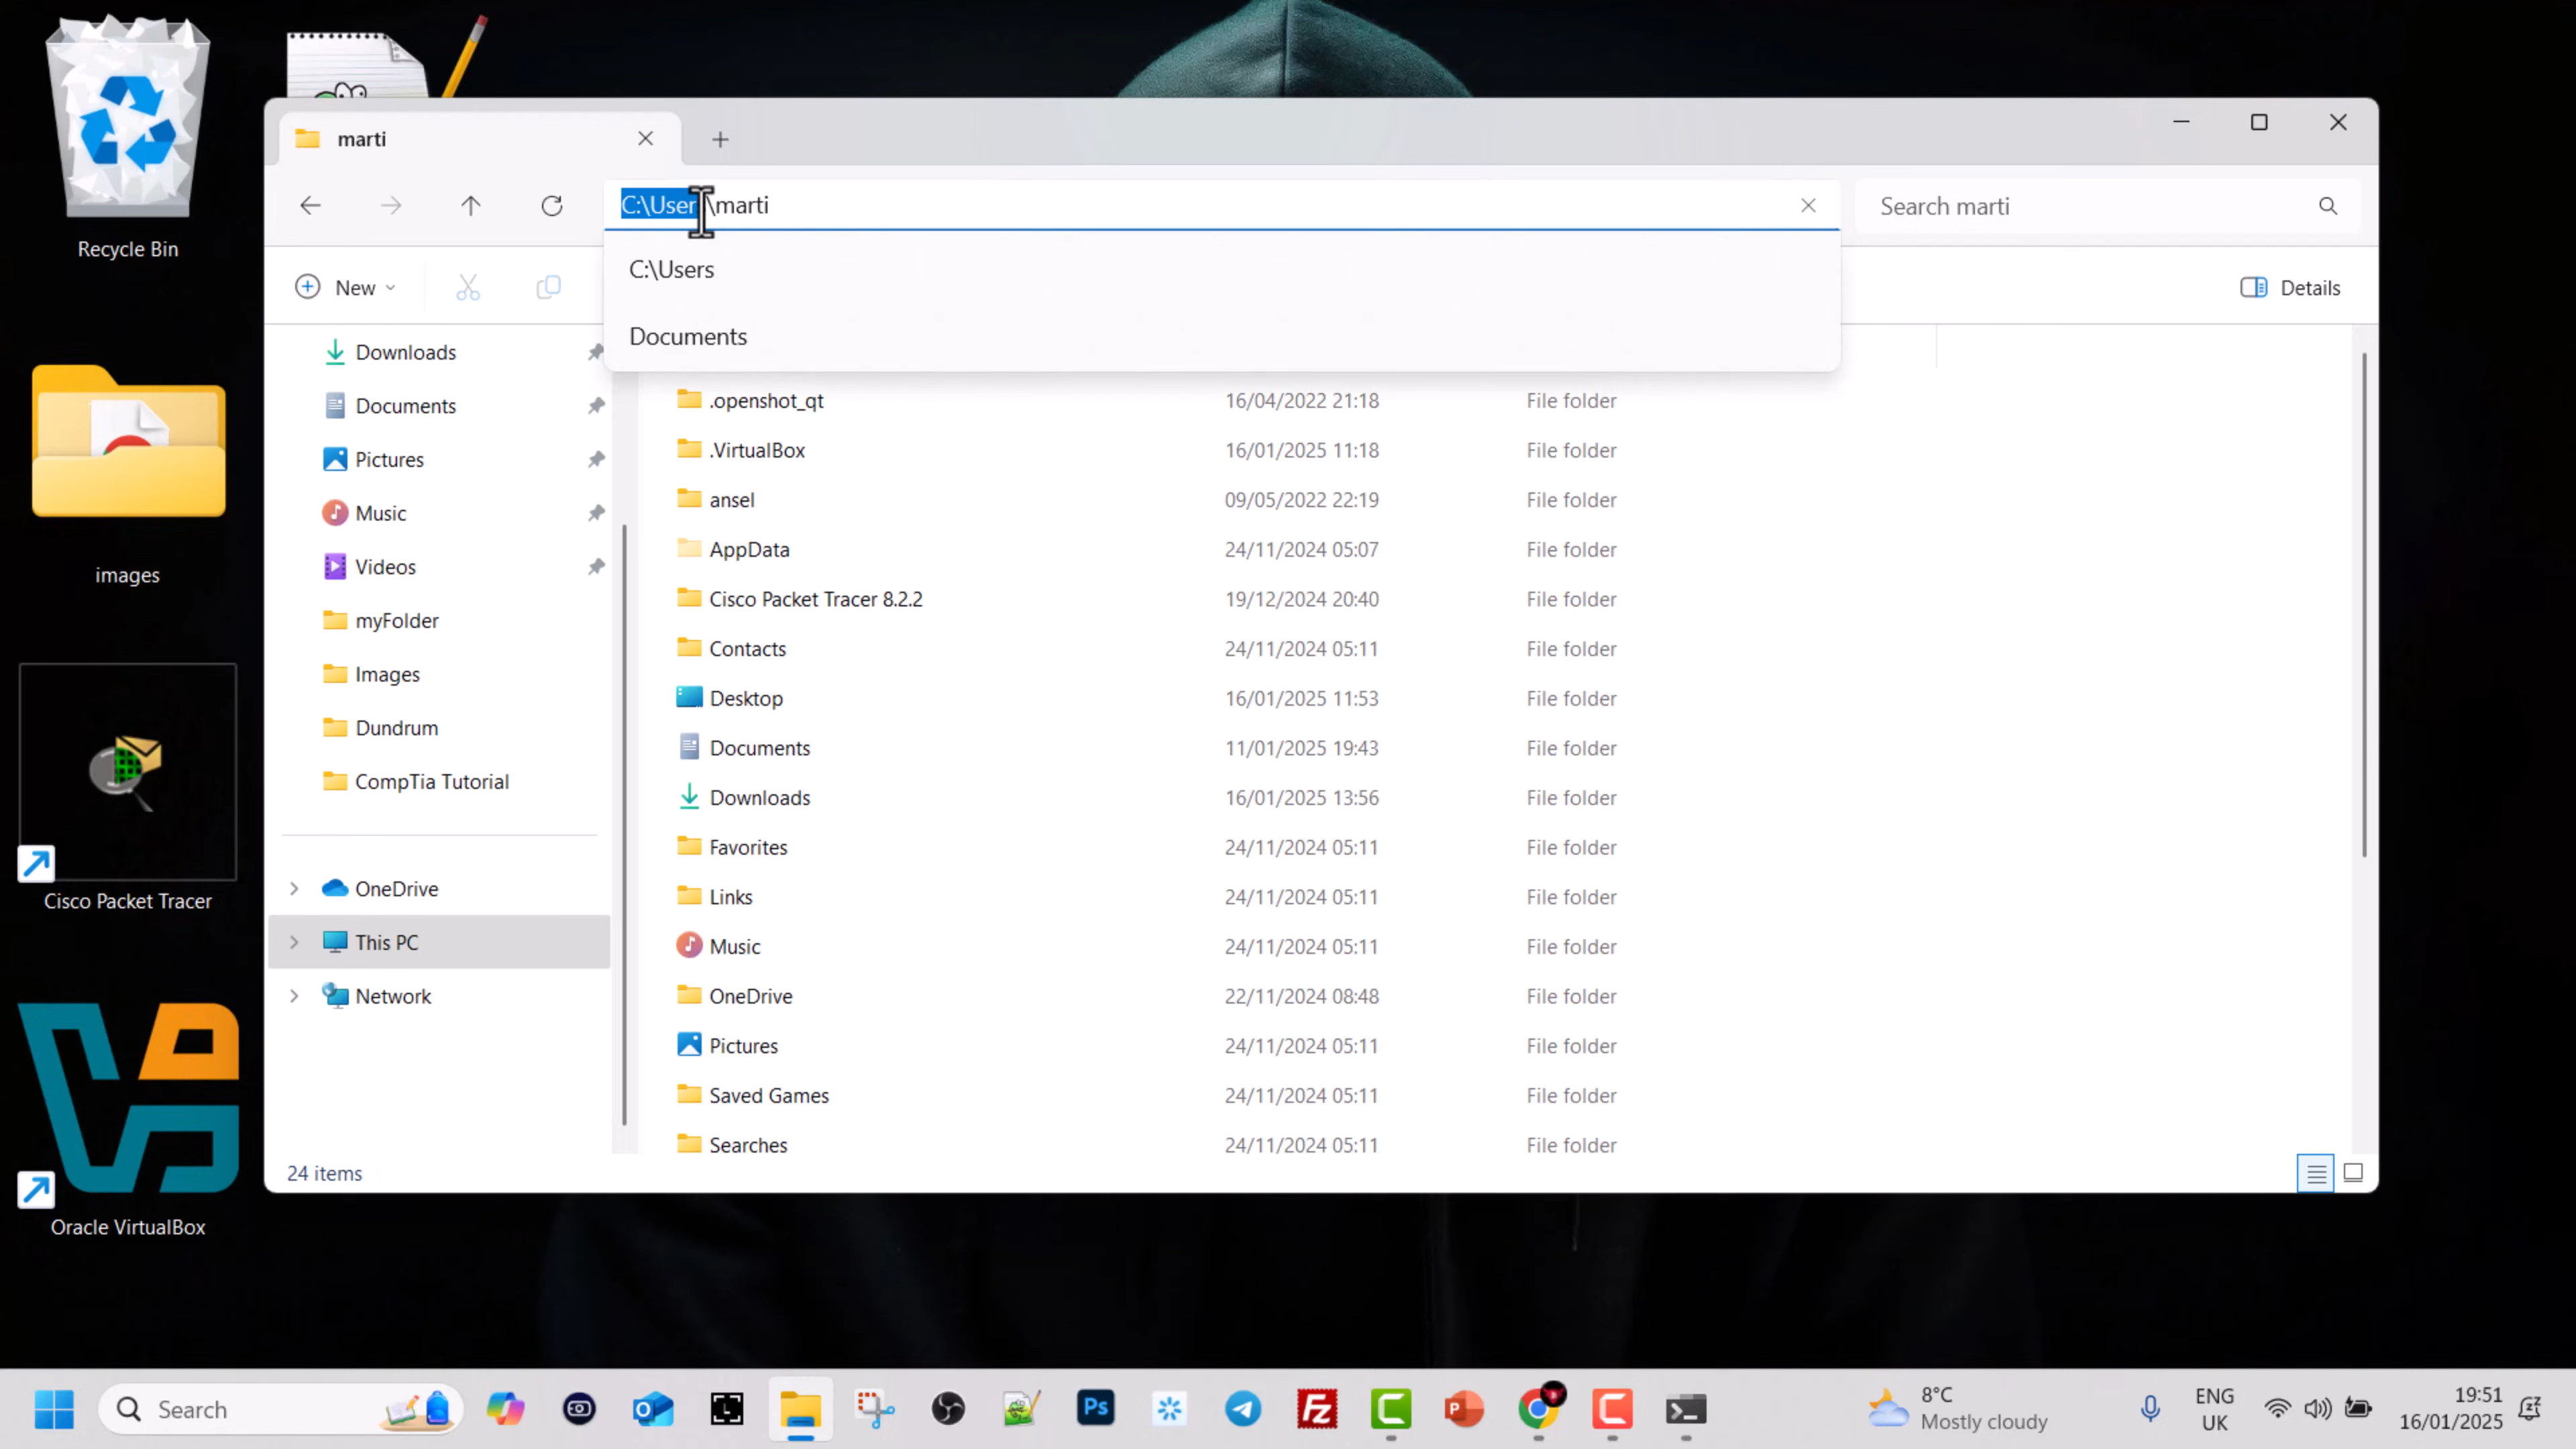 Recycle Bin
images
Cisco Packet Tracer
Oracle VirtualBox
marti
C:\User \marti
Search marti
C:\Users
Documents
New
Details
Downloads
Documents
Pictures
Music
Videos
myFolder
Images
Dundrum
CompTia Tutorial
OneDrive
This PC
Network
.openshot_qt 16/04/2022 21:18 File folder
.VirtualBox 16/01/2025 11:18 File folder
ansel 09/05/2022 22:19 File folder
AppData 24/11/2024 05:07 File folder
Cisco Packet Tracer 8.2.2 19/12/2024 20:40 File folder
Contacts 24/11/2024 05:11 File folder
Desktop 16/01/2025 11:53 File folder
Documents 11/01/2025 19:43 File folder
Downloads 16/01/2025 13:56 File folder
Favorites 24/11/2024 05:11 File folder
Links 24/11/2024 05:11 File folder
Music 24/11/2024 05:11 File folder
OneDrive 22/11/2024 08:48 File folder
Pictures 24/11/2024 05:11 File folder
Saved Games 24/11/2024 05:11 File folder
Searches 24/11/2024 05:11 File folder
24 items
Search
Ps
Fz
8°C
Mostly cloudy
ENG
UK
19:51
16/01/2025